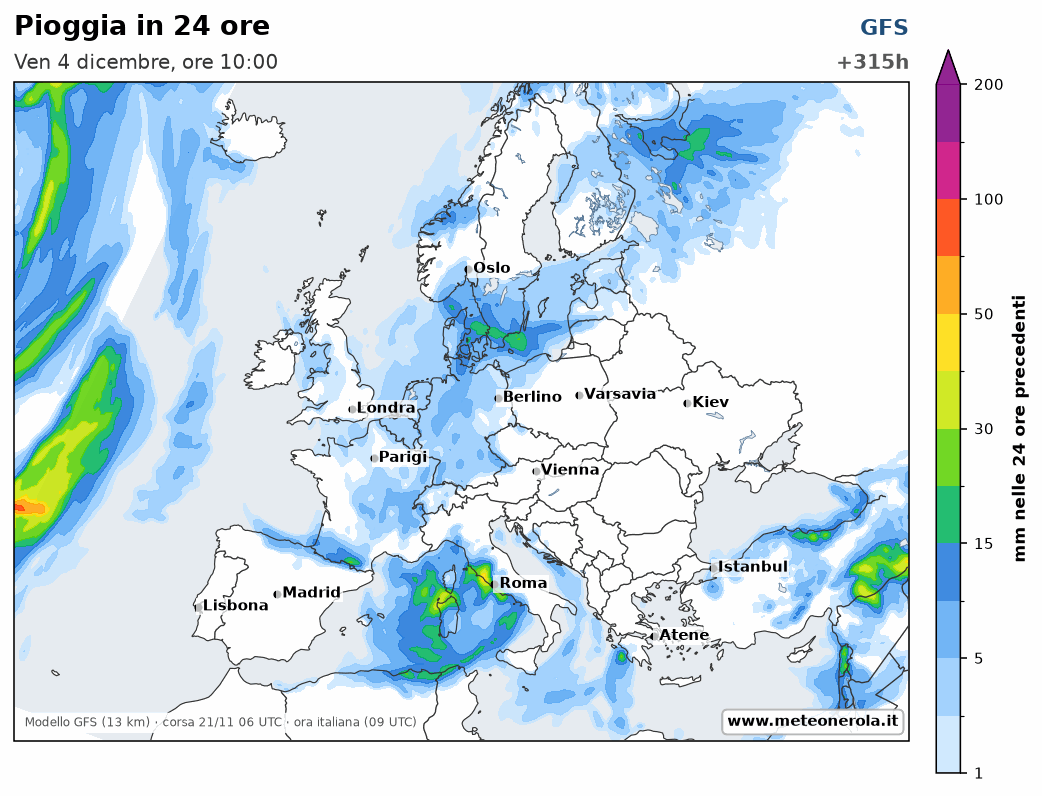 Pioggia in 24 ore
GFS
Ven 4 dicembre, ore 10:00
+315h
200
100
50
30
15
5
1
mm nelle 24 ore precedenti
Oslo
Berlino
Varsavia
Kiev
Londra
Parigi
Vienna
Istanbul
Roma
Madrid
Lisbona
Atene
Modello GFS (13 km) · corsa 21/11 06 UTC · ora italiana (09 UTC)
www.meteonerola.it